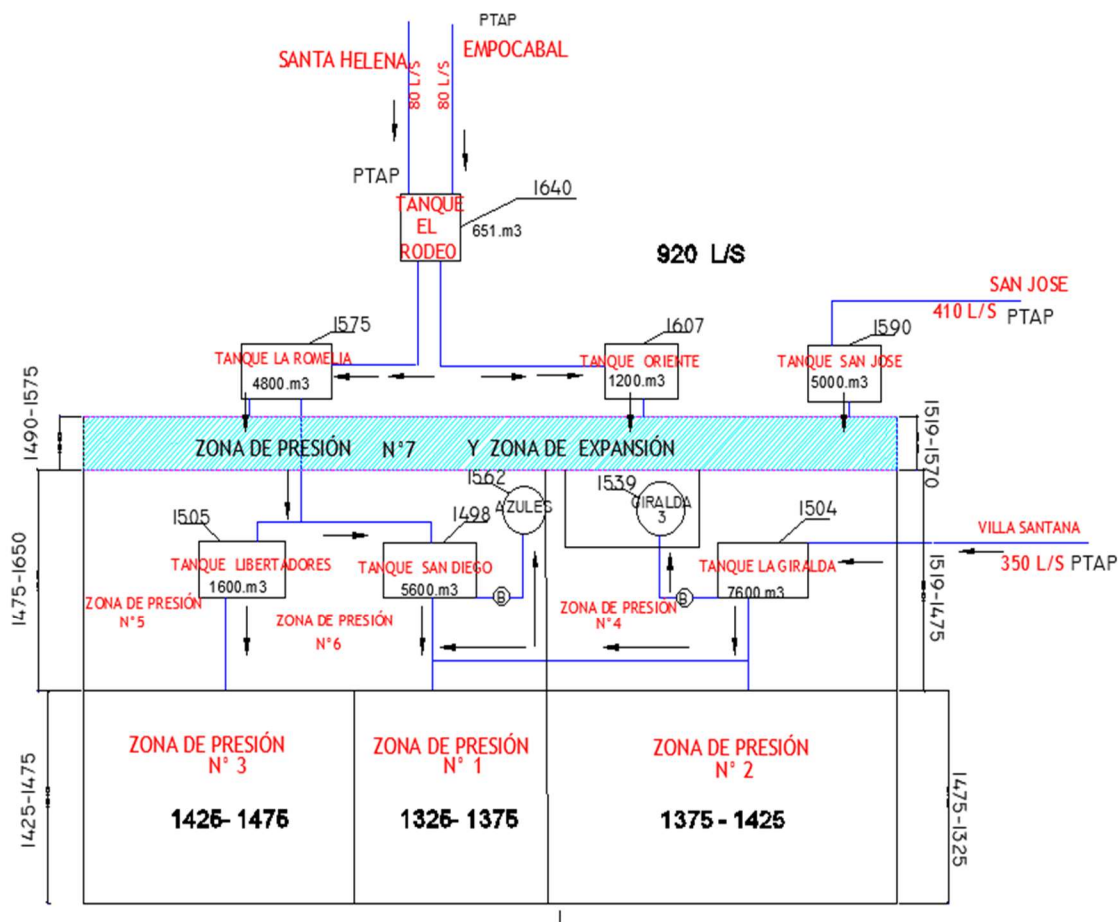 PTAP
SANTA HELENA
EMPOCABAL
80 L/S
80 L/S
PTAP
1640
TANQUE
EL
RODEO
651.m3
920 L/S
SAN JOSE
410 L/S
PTAP
1575
1607
1590
TANQUE LA ROMELIA
4800.m3
TANQUE ORIENTE
1200.m3
TANQUE SAN JOSE
5000.m3
1490-1575
ZONA DE PRESIÓN N°7 Y ZONA DE EXPANSIÓN
1519-1570
1562
AZULES
1539
GIRALDA
3
1505
1498
1504
VILLA SANTANA
350 L/S PTAP
TANQUE LIBERTADORES
1600.m3
TANQUE SAN DIEGO
5600.m3
TANQUE LA GIRALDA
7600.m3
B
B
1475-1650
1519-1475
ZONA DE PRESIÓN
N°5
ZONA DE PRESIÓN
N°6
ZONA DE PRESION
N°4
ZONA DE PRESIÓN
N° 3
1425-1475
ZONA DE PRESIÓN
N° 1
1325-1375
ZONA DE PRESIÓN
N° 2
1375-1425
1425-1475
1475-1325